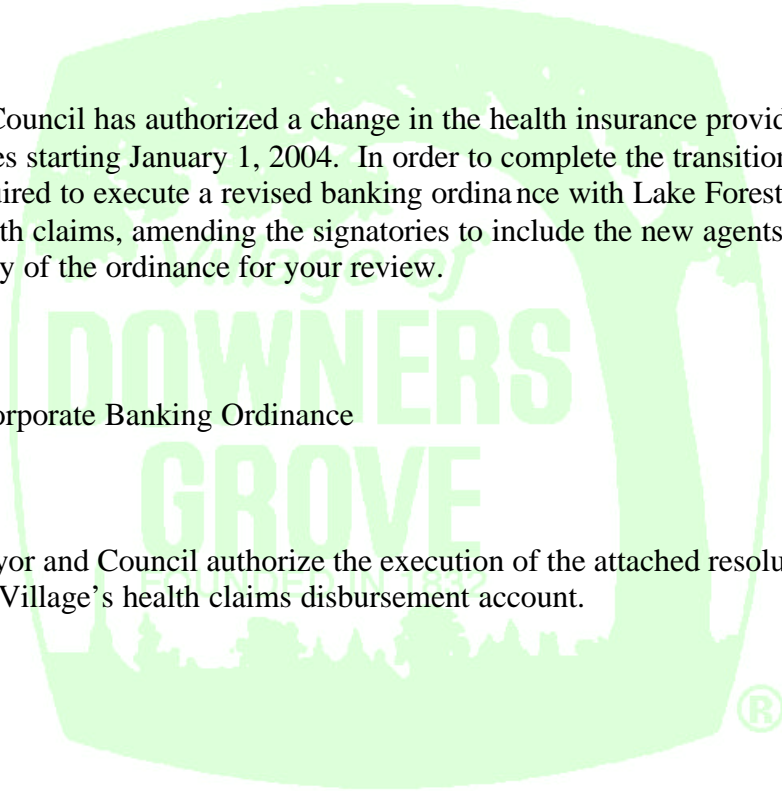 Council has authorized a change in the health insurance provid
es starting January 1, 2004. In order to complete the transition
uired to execute a revised banking ordina nce with Lake Forest
th claims, amending the signatories to include the new agents
y of the ordinance for your review.
Village of
DOWNERS
orporate Banking Ordinance
GROVE
yor and Council authorize the execution of the attached resolu
FOUNDED IN 1832
Village’s health claims disbursement account.
®